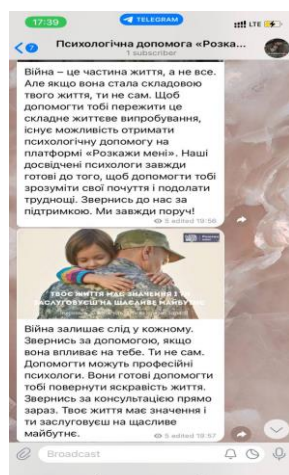 17:39
TELEGRAM
LTE
Психологічна допомога «Розка...
1 subscriber
Війна – це частина життя, а не все.
Але якщо вона стала складовою
твого життя, ти не сам. Щоб
допомогти тобі пережити це
складне життєве випробування,
існує можливість отримати
психологічну допомогу на
платформі «Розкажи мені». Наші
досвідчені психологи завжди
готові до того, щоб допомогти тобі
зрозуміти свої почуття і подолати
труднощі. Звернись до нас за
підтримкою. Ми завжди поруч!
5 edited 19:56
ТВОЄ ЖИТТЯ МАЄ ЗНАЧЕННЯ І ТИ
ЗАСЛУГОВУЄШ НА ЩАСЛИВЕ МАЙБУТНЄ.
Війна залишає слід у кожному.
Звернись за допомогою, якщо
вона впливає на тебе. Ти не сам.
Допомогти можуть професійні
психологи. Вони готові допомогти
тобі повернути яскравість життя.
Звернись за консультацією прямо
зараз. Твоє життя має значення і
ти заслуговуєш на щасливе
майбутнє.
5 edited 19:57
Broadcast